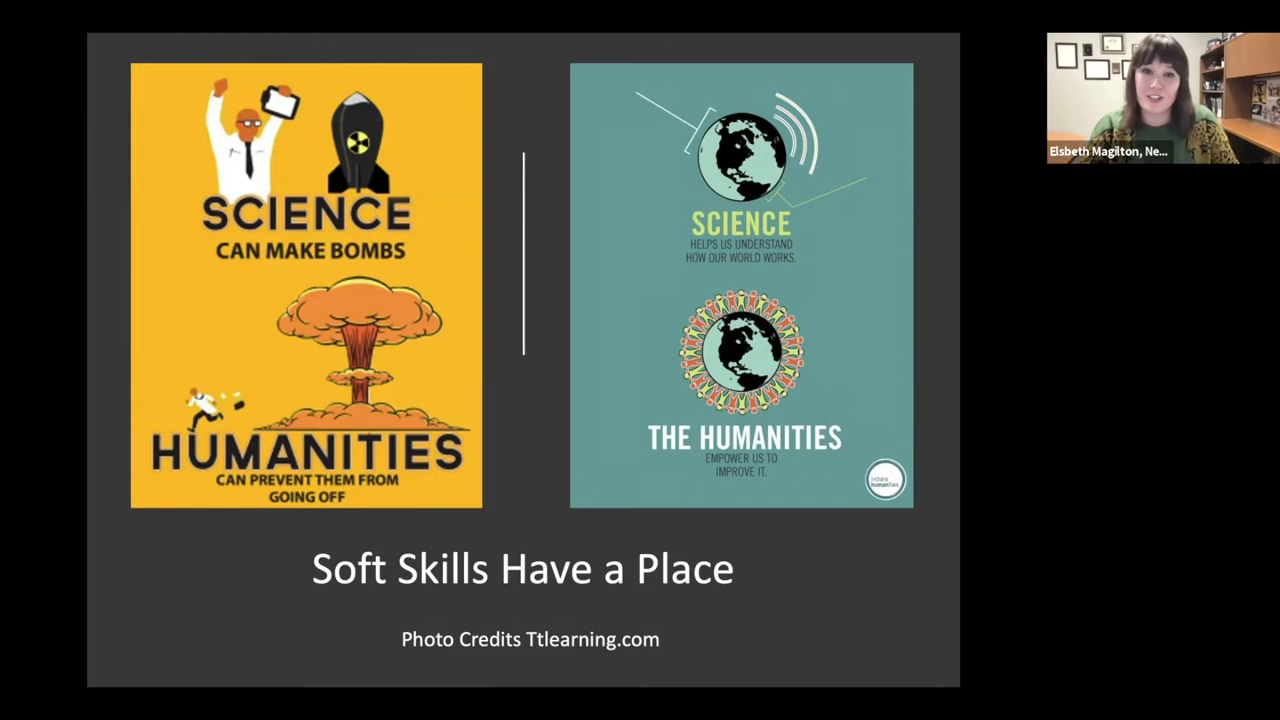 SCIENCE
CAN MAKE BOMBS
HUMANITIES
CAN PREVENT THEM FROM
GOING OFF
SCIENCE
HELPS US UNDERSTAND
HOW OUR WORLD WORKS.
THE HUMANITIES
EMPOWER US TO
IMPROVE IT.
indiana
humanities
Soft Skills Have a Place
Photo Credits Ttlearning.com
Elsbeth Magilton, Ne...